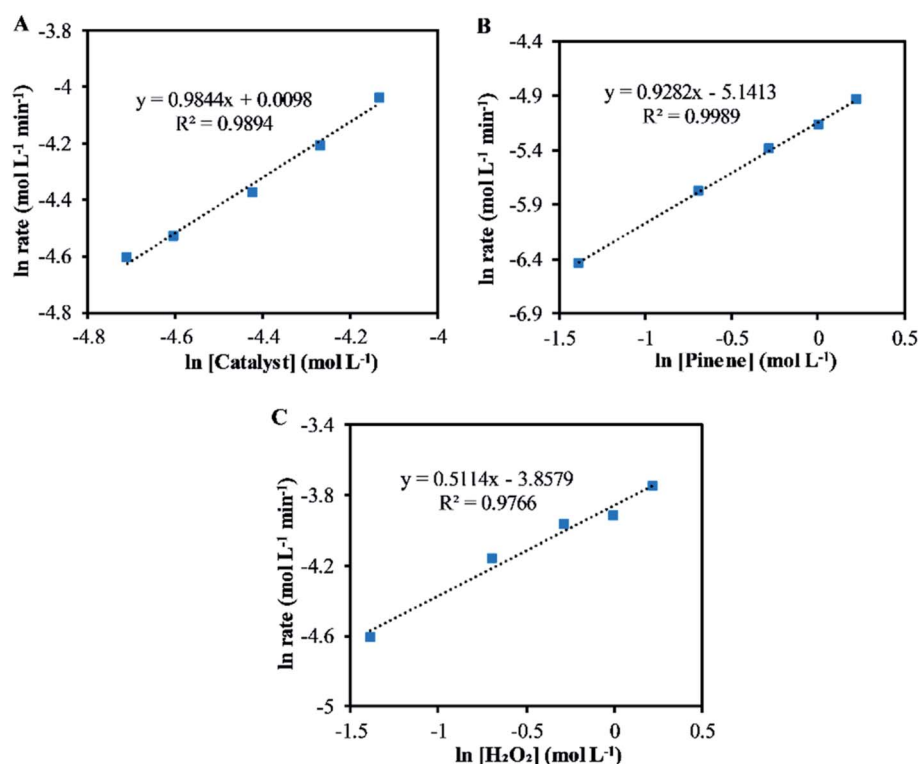 A
-3.8
-4
-4.2
-4.4
-4.6
-4.8
y = 0.9844x + 0.0098
R² = 0.9894
ln rate (mol L⁻¹ min⁻¹)
-4.8 -4.6 -4.4 -4.2 -4
ln [Catalyst] (mol L⁻¹)
B
-4.4
-4.9
-5.4
-5.9
-6.4
-6.9
y = 0.9282x - 5.1413
R² = 0.9989
ln rate (mol L⁻¹ min⁻¹)
-1.5 -1 -0.5 0 0.5
ln [Pinene] (mol L⁻¹)
C
-3.4
-3.8
-4.2
-4.6
-5
y = 0.5114x - 3.8579
R² = 0.9766
ln rate (mol L⁻¹ min⁻¹)
-1.5 -1 -0.5 0 0.5
ln [H₂O₂] (mol L⁻¹)